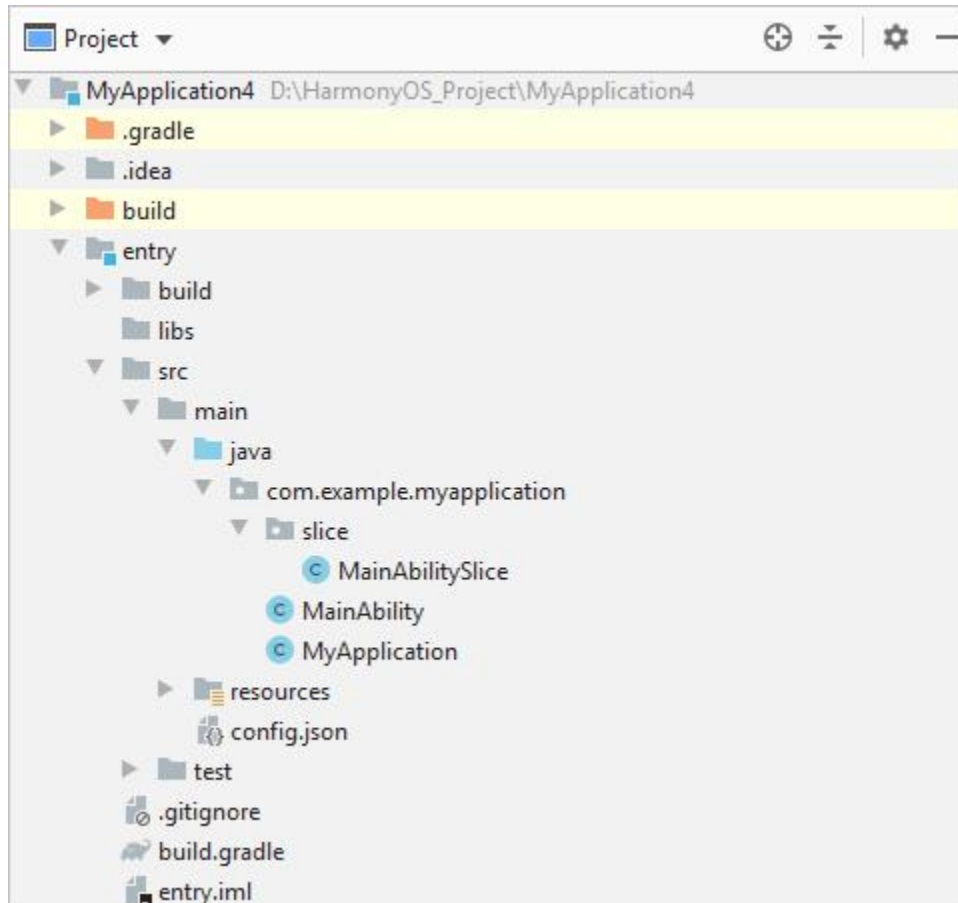 Project
MyApplication4 D:\HarmonyOS_Project\MyApplication4
.gradle
.idea
build
entry
build
libs
src
main
java
com.example.myapplication
slice
C MainAbilitySlice
C MainAbility
C MyApplication
resources
config.json
test
.gitignore
build.gradle
entry.iml